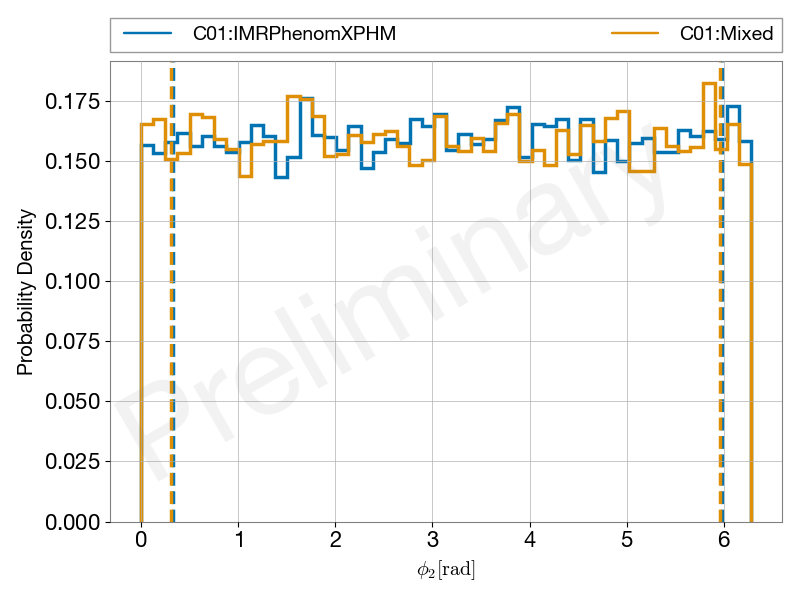 C01:IMRPhenomXPHM C01:Mixed
Probability Density
0.175
0.150
0.125
0.100
0.075
0.050
0.025
0.000
0 1 2 3 4 5 6
ϕ₂[rad]
Preliminary